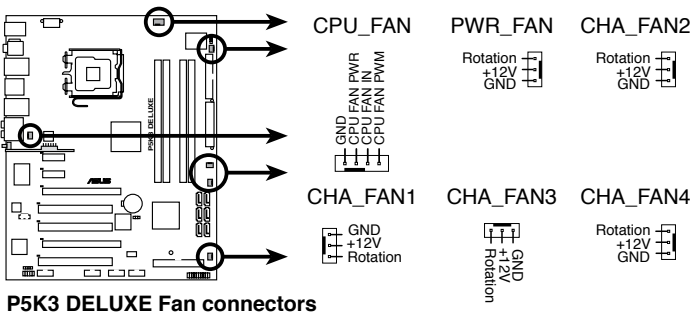 CPU_FAN
PWR_FAN
CHA_FAN2
GND
CPU FAN PWR
CPU FAN IN
CPU FAN PWM
Rotation
+12V
GND
Rotation
+12V
GND
P5K3 DELUXE
ASUS
CHA_FAN1
CHA_FAN3
CHA_FAN4
GND
+12V
Rotation
Rotation
+12V
GND
Rotation
+12V
GND
P5K3 DELUXE Fan connectors